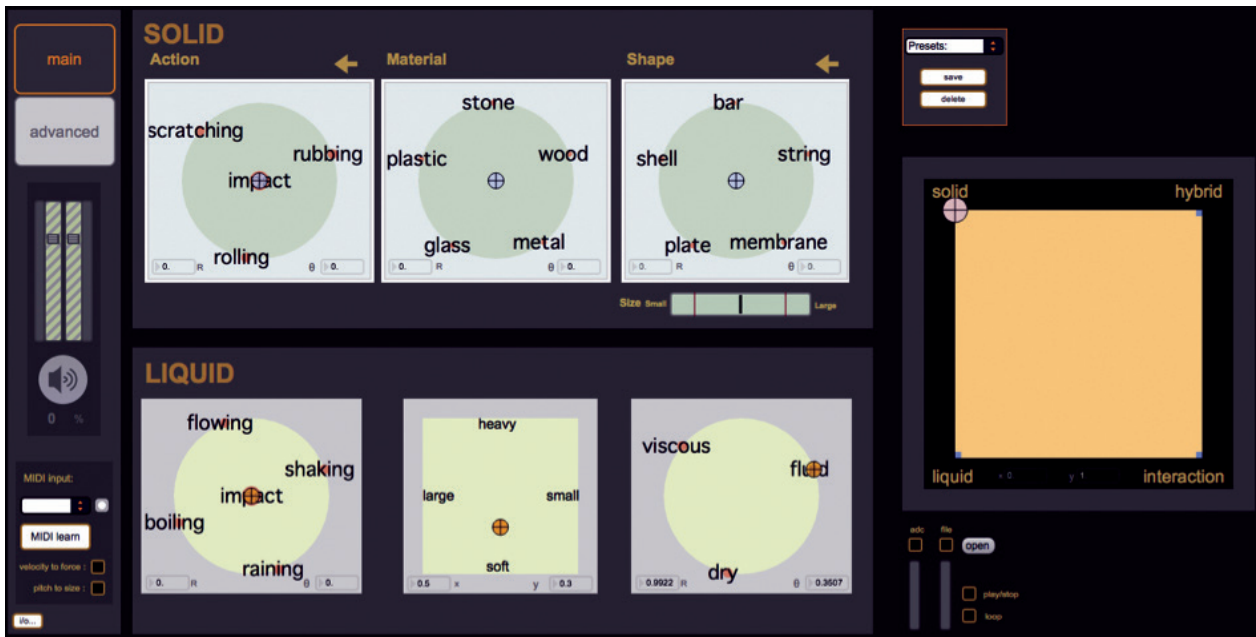 main
advanced
0 %
MIDI input:
MIDI learn
velocity to force :
pitch to size :
i/o...
SOLID
Action
Material
Shape
scratching
rubbing
impact
rolling
0. R θ 0.
stone
plastic
wood
glass
metal
0. R θ 0.
bar
shell
string
plate
membrane
0. R θ 0.
Size Small Large
LIQUID
flowing
shaking
impact
boiling
raining
0. R θ 0.
heavy
large
small
soft
0.5 x y 0.3
viscous
fluid
dry
0.9922 R θ 0.3507
Presets:
save
delete
solid
hybrid
liquid
x 0 y 1
interaction
adc
file
open
play/stop
loop